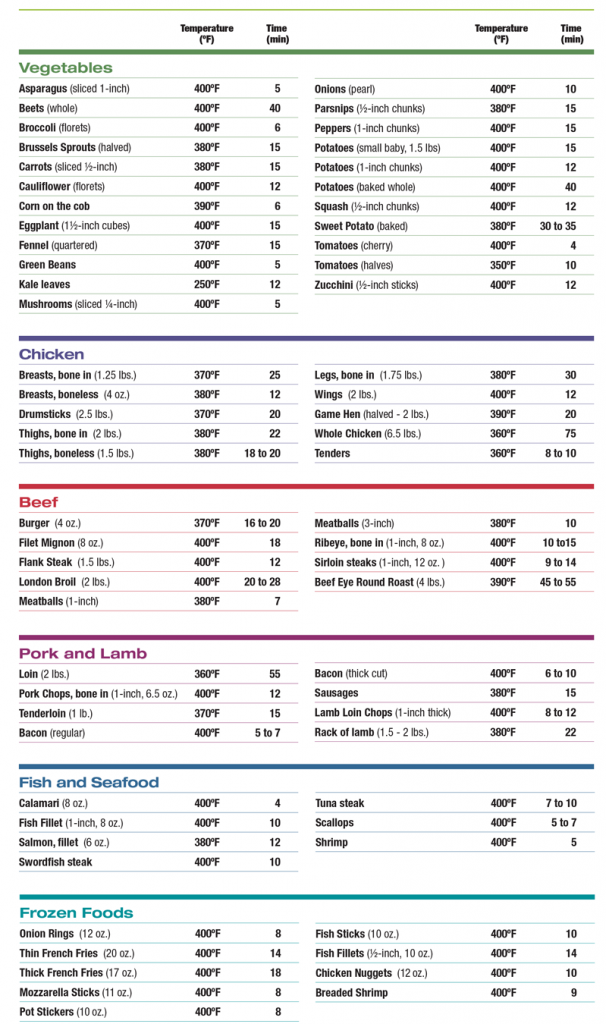 Temperature (ºF) Time (min) Temperature (ºF) Time (min)
Vegetables
Asparagus (sliced 1-inch) 400ºF 5
Beets (whole) 400ºF 40
Broccoli (florets) 400ºF 6
Brussels Sprouts (halved) 380ºF 15
Carrots (sliced ½-inch) 380ºF 15
Cauliflower (florets) 400ºF 12
Corn on the cob 390ºF 6
Eggplant (1½-inch cubes) 400ºF 15
Fennel (quartered) 370ºF 15
Green Beans 400ºF 5
Kale leaves 250ºF 12
Mushrooms (sliced ¼-inch) 400ºF 5
Onions (pearl) 400ºF 10
Parsnips (½-inch chunks) 380ºF 15
Peppers (1-inch chunks) 400ºF 15
Potatoes (small baby, 1.5 lbs) 400ºF 15
Potatoes (1-inch chunks) 400ºF 12
Potatoes (baked whole) 400ºF 40
Squash (½-inch chunks) 400ºF 12
Sweet Potato (baked) 380ºF 30 to 35
Tomatoes (cherry) 400ºF 4
Tomatoes (halves) 350ºF 10
Zucchini (½-inch sticks) 400ºF 12
Chicken
Breasts, bone in (1.25 lbs.) 370ºF 25
Breasts, boneless (4 oz.) 380ºF 12
Drumsticks (2.5 lbs.) 370ºF 20
Thighs, bone in (2 lbs.) 380ºF 22
Thighs, boneless (1.5 lbs.) 380ºF 18 to 20
Legs, bone in (1.75 lbs.) 380ºF 30
Wings (2 lbs.) 400ºF 12
Game Hen (halved - 2 lbs.) 390ºF 20
Whole Chicken (6.5 lbs.) 360ºF 75
Tenders 360ºF 8 to 10
Beef
Burger (4 oz.) 370ºF 16 to 20
Filet Mignon (8 oz.) 400ºF 18
Flank Steak (1.5 lbs.) 400ºF 12
London Broil (2 lbs.) 400ºF 20 to 28
Meatballs (1-inch) 380ºF 7
Meatballs (3-inch) 380ºF 10
Ribeye, bone in (1-inch, 8 oz.) 400ºF 10 to15
Sirloin steaks (1-inch, 12 oz.) 400ºF 9 to 14
Beef Eye Round Roast (4 lbs.) 390ºF 45 to 55
Pork and Lamb
Loin (2 lbs.) 360ºF 55
Pork Chops, bone in (1-inch, 6.5 oz.) 400ºF 12
Tenderloin (1 lb.) 370ºF 15
Bacon (regular) 400ºF 5 to 7
Bacon (thick cut) 400ºF 6 to 10
Sausages 380ºF 15
Lamb Loin Chops (1-inch thick) 400ºF 8 to 12
Rack of lamb (1.5 - 2 lbs.) 380ºF 22
Fish and Seafood
Calamari (8 oz.) 400ºF 4
Fish Fillet (1-inch, 8 oz.) 400ºF 10
Salmon, fillet (6 oz.) 380ºF 12
Swordfish steak 400ºF 10
Tuna steak 400ºF 7 to 10
Scallops 400ºF 5 to 7
Shrimp 400ºF 5
Frozen Foods
Onion Rings (12 oz.) 400ºF 8
Thin French Fries (20 oz.) 400ºF 14
Thick French Fries (17 oz.) 400ºF 18
Mozzarella Sticks (11 oz.) 400ºF 8
Pot Stickers (10 oz.) 400ºF 8
Fish Sticks (10 oz.) 400ºF 10
Fish Fillets (½-inch, 10 oz.) 400ºF 14
Chicken Nuggets (12 oz.) 400ºF 10
Breaded Shrimp 400ºF 9